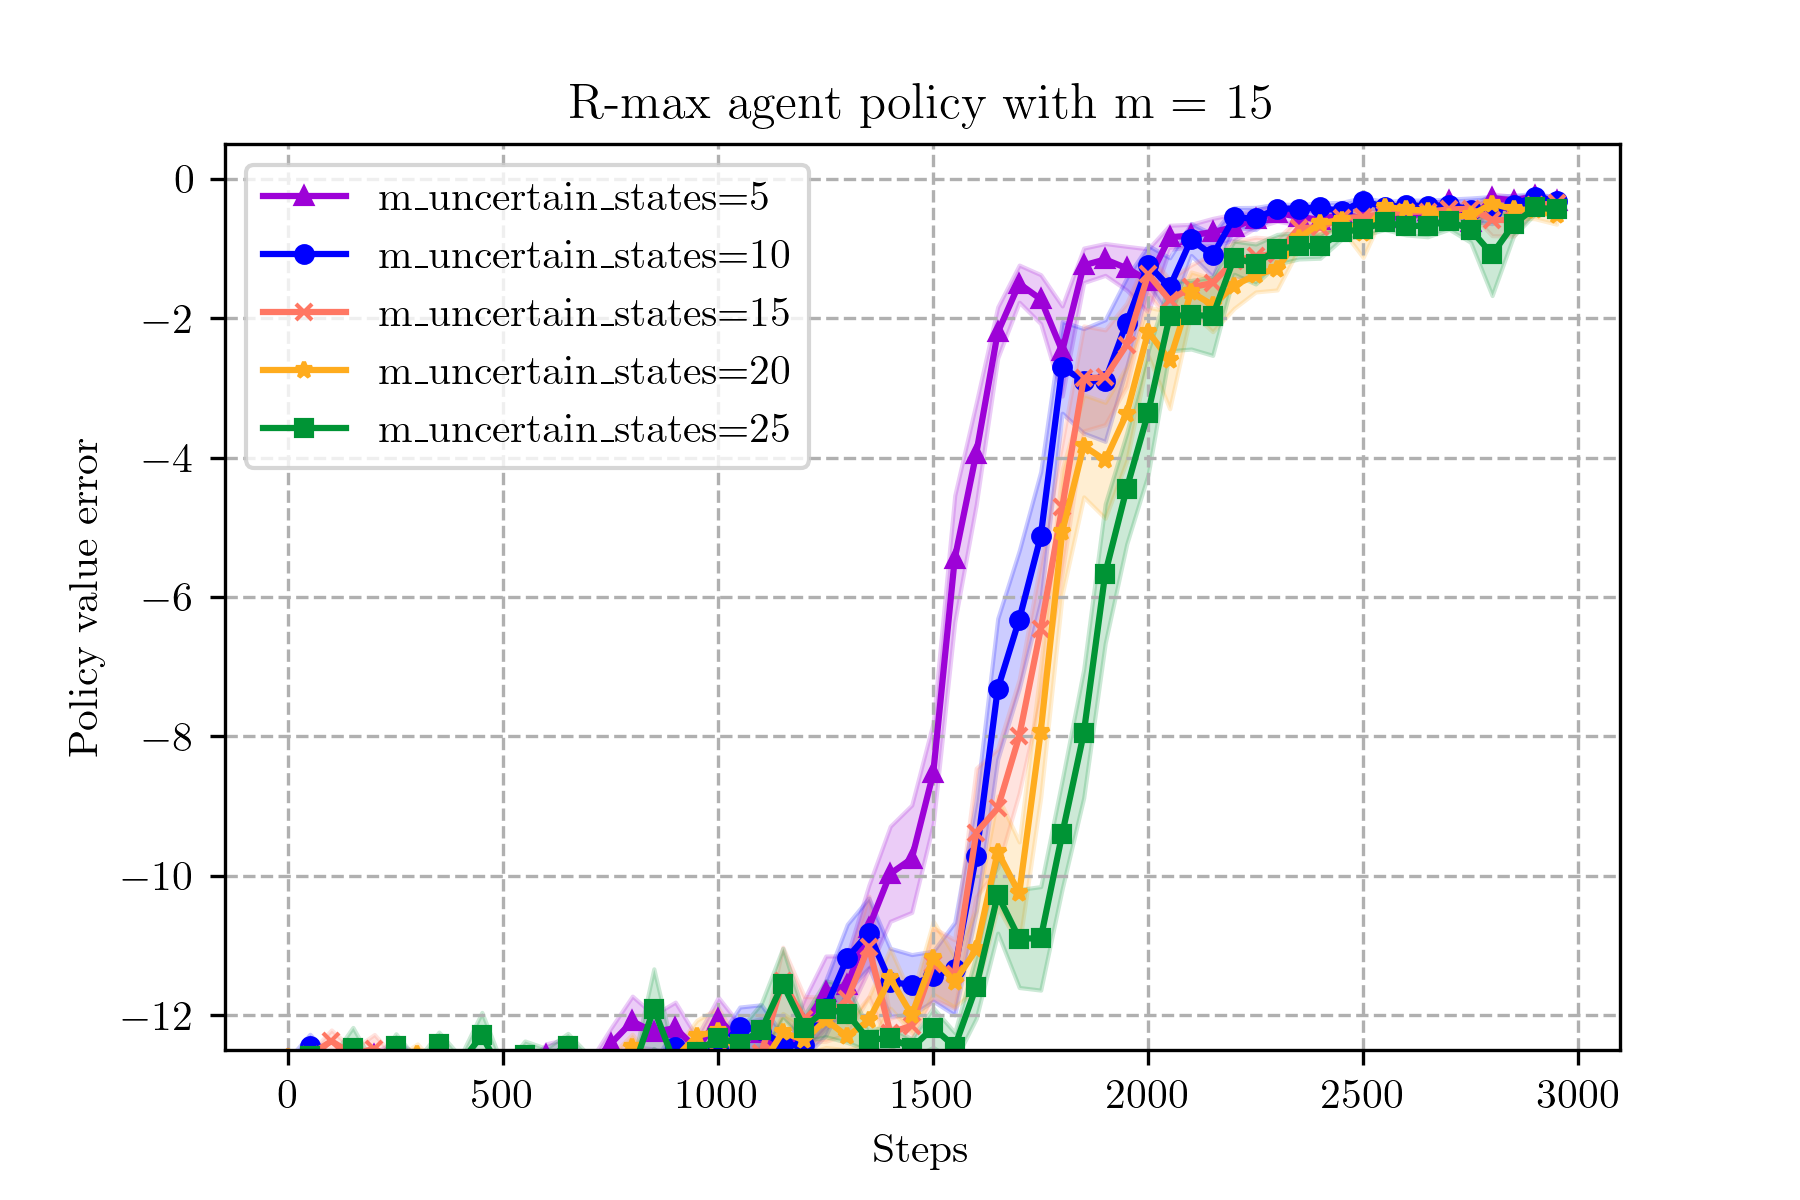 R-max agent policy with m = 15
m_uncertain_states=5
m_uncertain_states=10
m_uncertain_states=15
m_uncertain_states=20
m_uncertain_states=25
Policy value error
0
−2
−4
−6
−8
−10
−12
0 500 1000 1500 2000 2500 3000
Steps